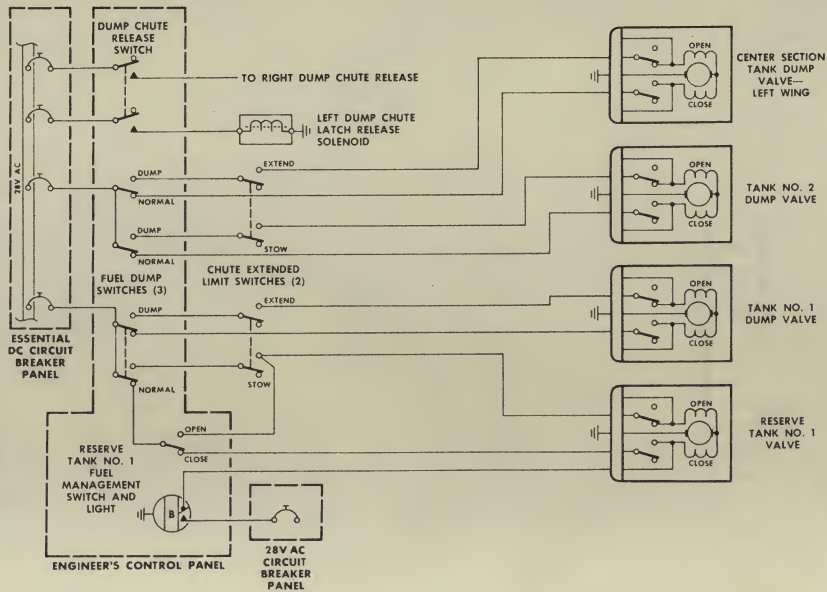 DUMP CHUTE
RELEASE
SWITCH
TO RIGHT DUMP CHUTE RELEASE
LEFT DUMP CHUTE
LATCH RELEASE
SOLENOID
28V AC
DUMP
NORMAL
EXTEND
DUMP
NORMAL
STOW
FUEL DUMP
SWITCHES (3)
CHUTE EXTENDED
LIMIT SWITCHES (2)
DUMP
EXTEND
NORMAL
STOW
ESSENTIAL
DC CIRCUIT
BREAKER
PANEL
OPEN
CLOSE
RESERVE
TANK NO. 1
FUEL
MANAGEMENT
SWITCH AND
LIGHT
B
ENGINEER'S CONTROL PANEL
28V AC
CIRCUIT
BREAKER
PANEL
OPEN
CLOSE
CENTER SECTION
TANK DUMP
VALVE—
LEFT WING
OPEN
CLOSE
TANK NO. 2
DUMP VALVE
OPEN
CLOSE
TANK NO. 1
DUMP VALVE
OPEN
CLOSE
RESERVE
TANK NO. 1
VALVE